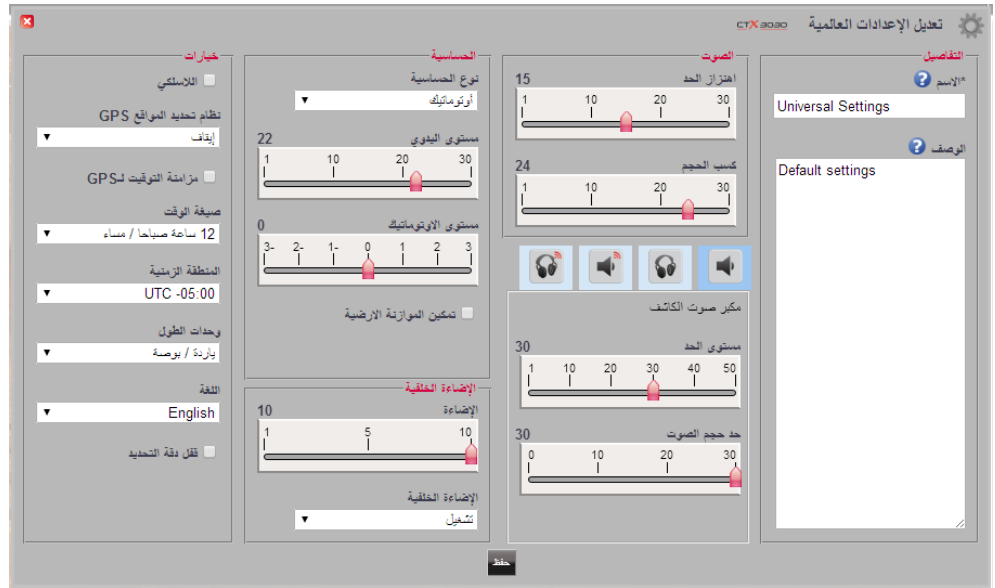 تعديل الإعدادات العالمية CTX 3030
التفاصيل
*الاسم ?
Universal Settings
الوصف ?
Default settings
الصوت
اهتزاز الحد 15
1 10 20 30
كسب الحجم 24
1 10 20 30
مكبر صوت الكاشف
مستوى الحد 30
1 10 20 30 40 50
حد حجم الصوت 30
0 10 20 30
الحساسية
نوع الحساسية
أوتوماتيك
مستوى اليدوي 22
1 10 20 30
مستوى الاوتوماتيك 0
3- 2- 1- 0 1 2 3
تمكين الموازنة الارضية
الإضاءة الخلفية
الإضاءة 10
1 5 10
الإضاءة الخلفية
تشغيل
خيارات
اللاسلكي
نظام تحديد المواقع GPS
إيقاف
مزامنة التوقيت لـGPS
صيغة الوقت
12 ساعة صباحا / مساء
المنطقة الزمنية
UTC -05:00
وحدات الطول
ياردة / بوصة
اللغة
English
قفل دقة التحديد
حفظ